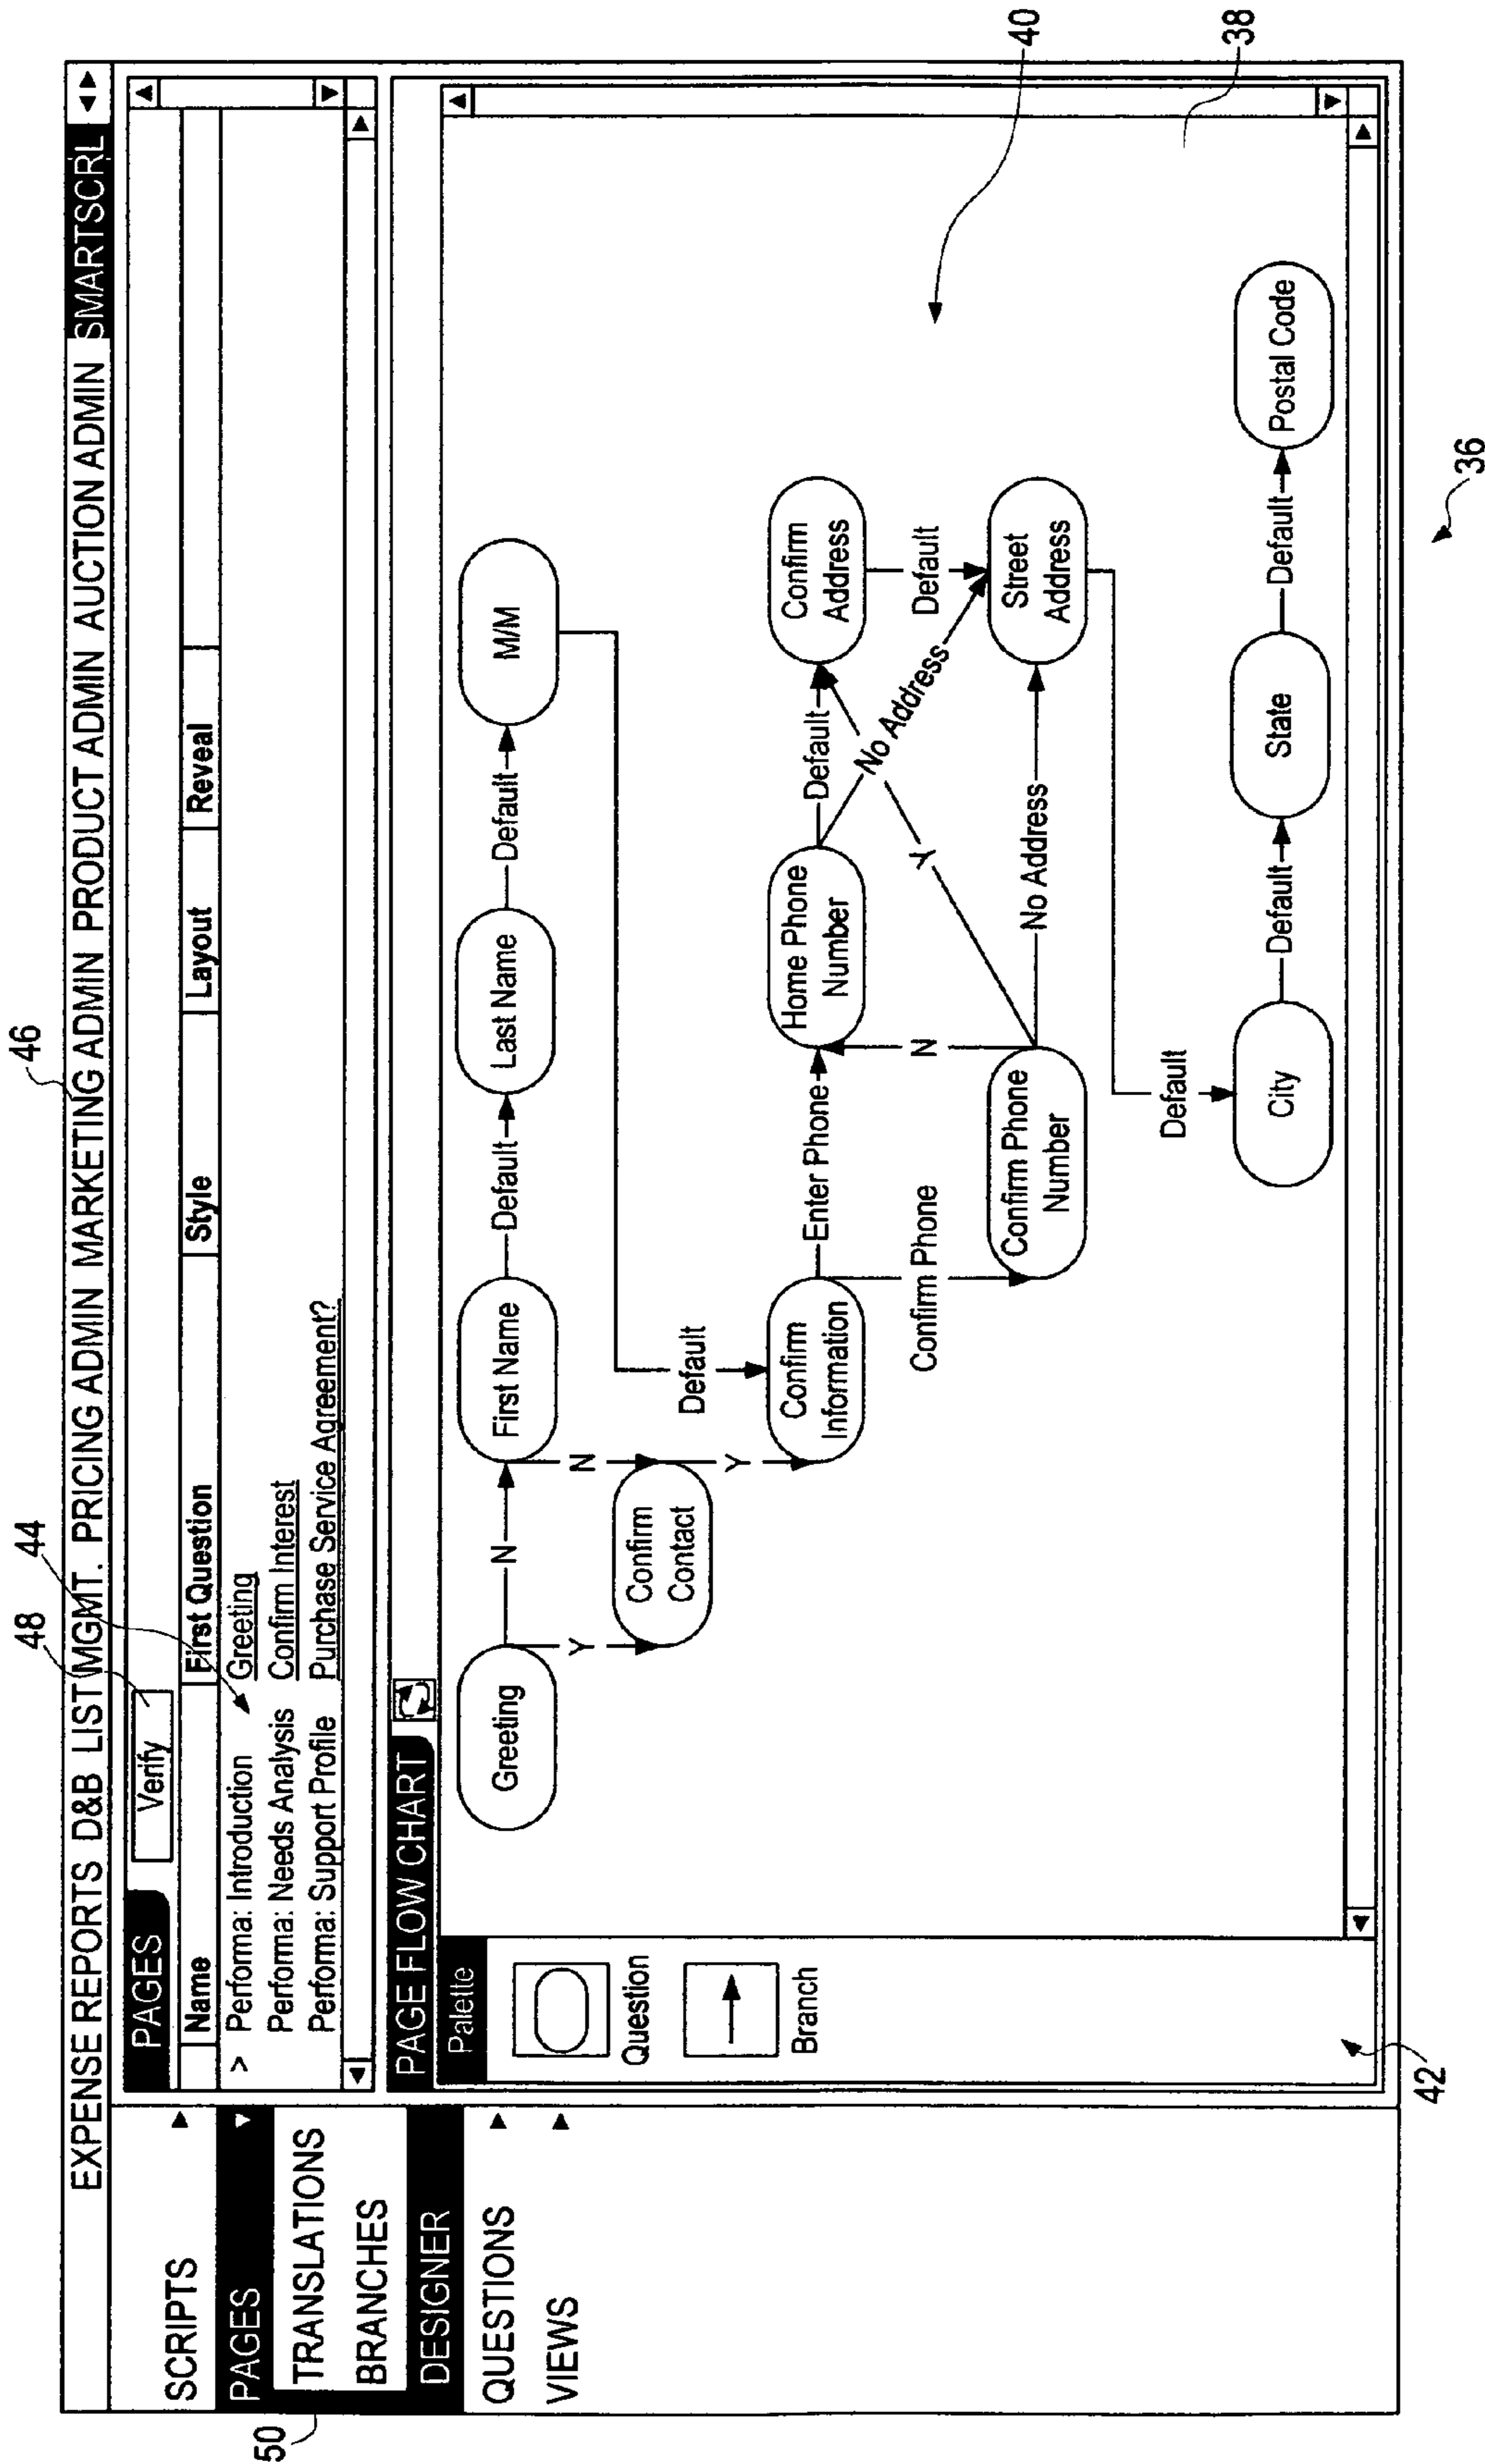 46
EXPENSE REPORTS D&B LIST MGMT. PRICING ADMIN MARKETING ADMIN PRODUCT ADMIN AUCTION ADMIN SMARTSCRL
48
44
50
SCRIPTS
PAGES
TRANSLATIONS
BRANCHES
DESIGNER
QUESTIONS
VIEWS
PAGES
Verify
Name First Question Style Layout Reveal
> Performa: Introduction Greeting
Performa: Needs Analysis Confirm Interest
Performa: Support Profile Purchase Service Agreement?
PAGE FLOW CHART
Palette
Question
Branch
Greeting
N
First Name
Default
Last Name
Default
M/M
Y
N
Confirm
Contact
Y
Default
Confirm
Information
Enter Phone
Home Phone
Number
Default
Confirm
Address
No Address
Default
Confirm Phone
N
Y
Confirm Phone
Number
No Address
Street
Address
Default
City
Default
State
Default
Postal Code
40
38
42
36